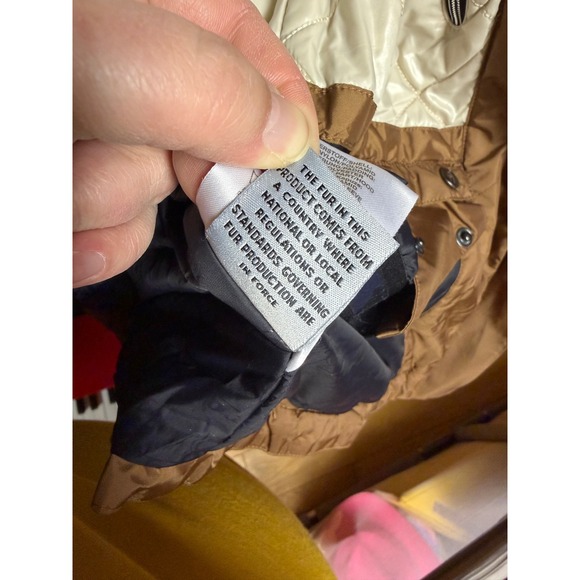 THE FUR IN THIS
PRODUCT COMES FROM
A COUNTRY WHERE
NATIONAL OR LOCAL
REGULATIONS OR
STANDARDS GOVERNING
FUR PRODUCTION ARE
IN FORCE